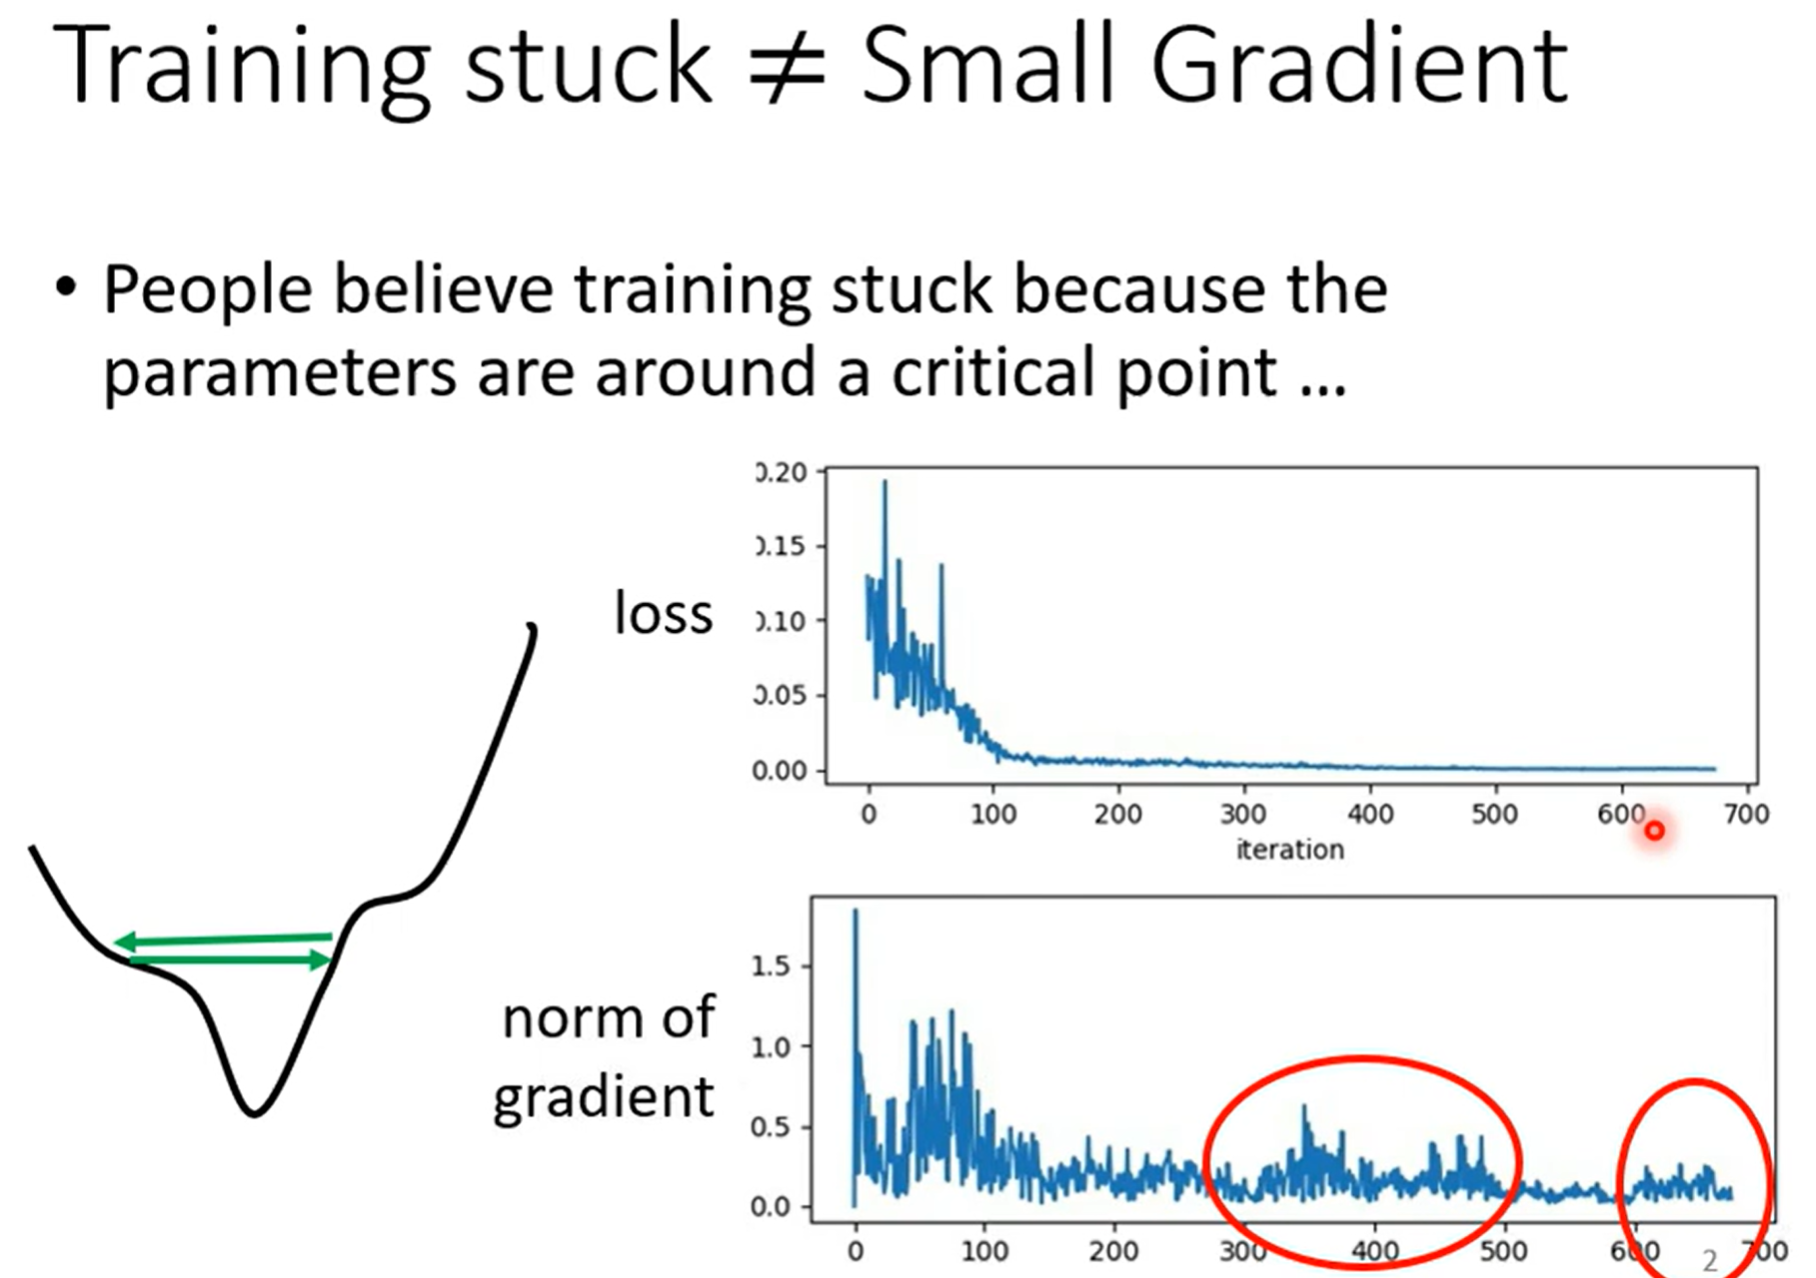 Training stuck ≠ Small Gradient
• People believe training stuck because the
parameters are around a critical point ...
loss
0.20
0.15
0.10
0.05
0.00
0 100 200 300 400 500 600 700
iteration
norm of
gradient
1.5
1.0
0.5
0.0
0 100 200 300 400 500 600 700
2